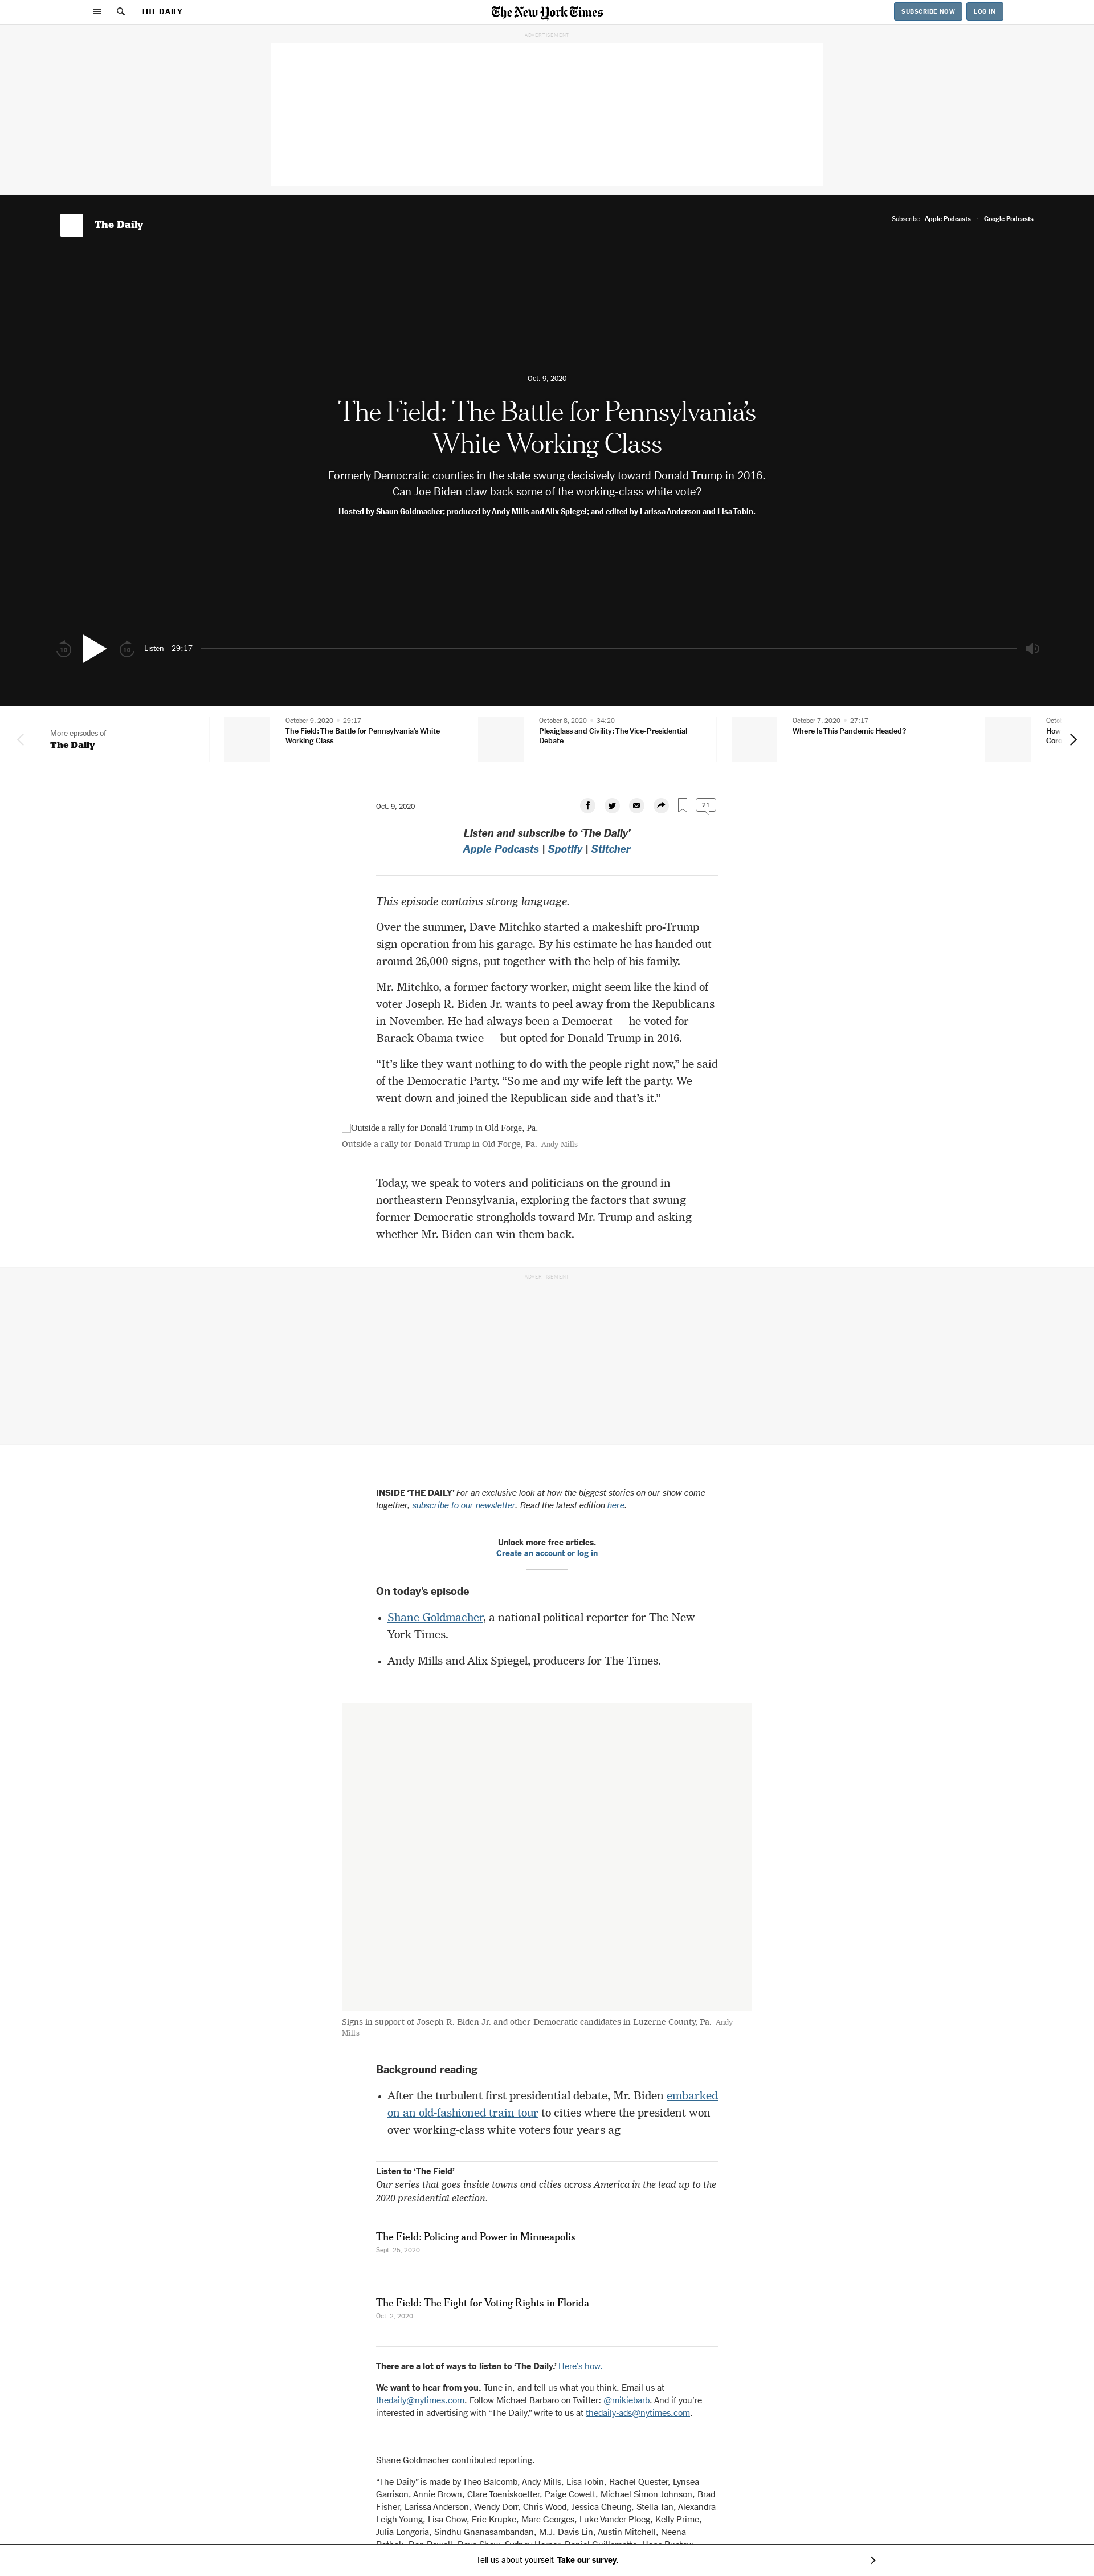 THE DAILY
The New York Times
SUBSCRIBE NOW
LOG IN
ADVERTISEMENT
The Daily
Subscribe: Apple Podcasts
Google Podcasts
Oct. 9, 2020
The Field: The Battle for Pennsylvania’s
White Working Class
Formerly Democratic counties in the state swung decisively toward Donald Trump in 2016.
Can Joe Biden claw back some of the working-class white vote?
Hosted by Shaun Goldmacher; produced by Andy Mills and Alix Spiegel; and edited by Larissa Anderson and Lisa Tobin.
10
10
Listen 29:17
More episodes of
The Daily
October 9, 2020 • 29:17
The Field: The Battle for Pennsylvania’s White
Working Class
October 8, 2020 • 34:20
Plexiglass and Civility: The Vice-Presidential
Debate
October 7, 2020 • 27:17
Where Is This Pandemic Headed?
Oct. 9, 2020
21
Listen and subscribe to ‘The Daily’
Apple Podcasts | Spotify | Stitcher
This episode contains strong language.
Over the summer, Dave Mitchko started a makeshift pro-Trump
sign operation from his garage. By his estimate he has handed out
around 26,000 signs, put together with the help of his family.
Mr. Mitchko, a former factory worker, might seem like the kind of
voter Joseph R. Biden Jr. wants to peel away from the Republicans
in November. He had always been a Democrat — he voted for
Barack Obama twice — but opted for Donald Trump in 2016.
“It’s like they want nothing to do with the people right now,” he said
of the Democratic Party. “So me and my wife left the party. We
went down and joined the Republican side and that’s it.”
Outside a rally for Donald Trump in Old Forge, Pa.
Outside a rally for Donald Trump in Old Forge, Pa. Andy Mills
Today, we speak to voters and politicians on the ground in
northeastern Pennsylvania, exploring the factors that swung
former Democratic strongholds toward Mr. Trump and asking
whether Mr. Biden can win them back.
ADVERTISEMENT
INSIDE ‘THE DAILY’ For an exclusive look at how the biggest stories on our show come
together, subscribe to our newsletter. Read the latest edition here.
Unlock more free articles.
Create an account or log in
On today’s episode
• Shane Goldmacher, a national political reporter for The New
York Times.
• Andy Mills and Alix Spiegel, producers for The Times.
Signs in support of Joseph R. Biden Jr. and other Democratic candidates in Luzerne County, Pa. Andy
Mills
Background reading
• After the turbulent first presidential debate, Mr. Biden embarked
on an old-fashioned train tour to cities where the president won
over working-class white voters four years ag
Listen to ‘The Field’
Our series that goes inside towns and cities across America in the lead up to the
2020 presidential election.
The Field: Policing and Power in Minneapolis
Sept. 25, 2020
The Field: The Fight for Voting Rights in Florida
Oct. 2, 2020
There are a lot of ways to listen to ‘The Daily.’ Here’s how.
We want to hear from you. Tune in, and tell us what you think. Email us at
thedaily@nytimes.com. Follow Michael Barbaro on Twitter: @mikiebarb. And if you’re
interested in advertising with “The Daily,” write to us at thedaily-ads@nytimes.com.
Shane Goldmacher contributed reporting.
“The Daily” is made by Theo Balcomb, Andy Mills, Lisa Tobin, Rachel Quester, Lynsea
Garrison, Annie Brown, Clare Toeniskoetter, Paige Cowett, Michael Simon Johnson, Brad
Fisher, Larissa Anderson, Wendy Dorr, Chris Wood, Jessica Cheung, Stella Tan, Alexandra
Leigh Young, Lisa Chow, Eric Krupke, Marc Georges, Luke Vander Ploeg, Kelly Prime,
Julia Longoria, Sindhu Gnanasambandan, M.J. Davis Lin, Austin Mitchell, Neena
Tell us about yourself. Take our survey.